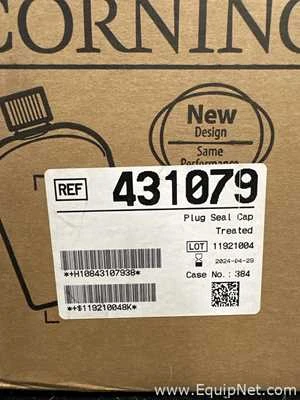 CORNING
New
Design
Same
Performance
REF 431079
Plug Seal Cap
Treated
LOT 11921004
2024-04-29
Case No.: 384
*+H10843107938*
*+$119210048K*
www.EquipNet.com